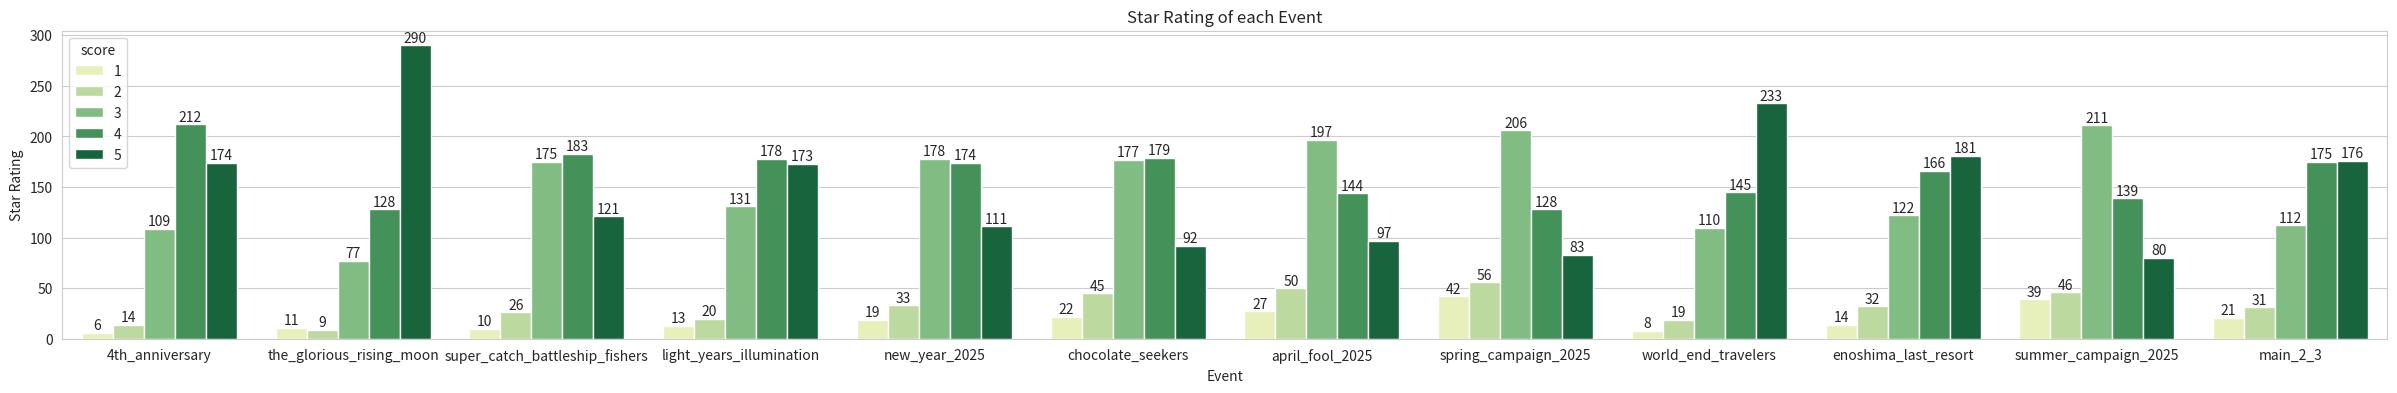 Star Rating of each Event
Star Rating
300
250
200
150
100
50
0
score
1
2
3
4
5
6 14 109 212 174
11 9 77 128 290
10 26 175 183 121
13 20 131 178 173
19 33 178 174 111
22 45 177 179 92
27 50 197 144 97
42 56 206 128 83
8 19 110 145 233
14 32 122 166 181
39 46 211 139 80
21 31 112 175 176
4th_anniversary the_glorious_rising_moon super_catch_battleship_fishers light_years_illumination new_year_2025 chocolate_seekers april_fool_2025 spring_campaign_2025 world_end_travelers enoshima_last_resort summer_campaign_2025 main_2_3
Event